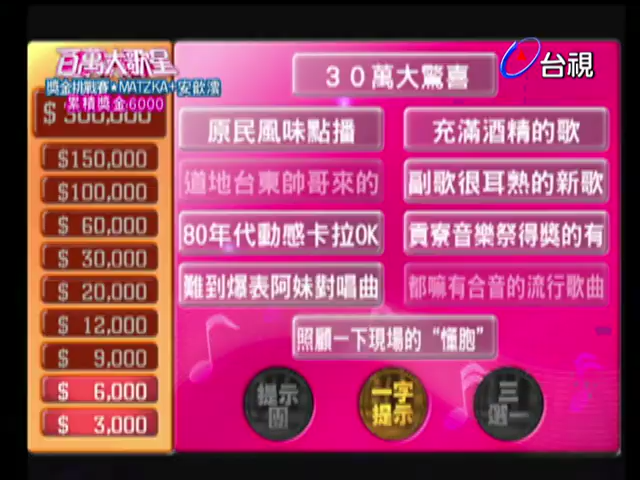 百萬大歌星
台視
獎金挑戰賽★MATZKA+安歆澐
累積獎金6000
$ 300,000
$150,000
$100,000
$ 60,000
$ 30,000
$ 20,000
$ 12,000
$ 9,000
$ 6,000
$ 3,000
30萬大驚喜
原民風味點播
充滿酒精的歌
道地台東帥哥來的
副歌很耳熟的新歌
80年代動感卡拉OK
貢寮音樂祭得獎的有
難到爆表阿妹對唱曲
都嘛有合音的流行歌曲
照顧一下現場的“懂胞”
提示
一字
提示
三
選一